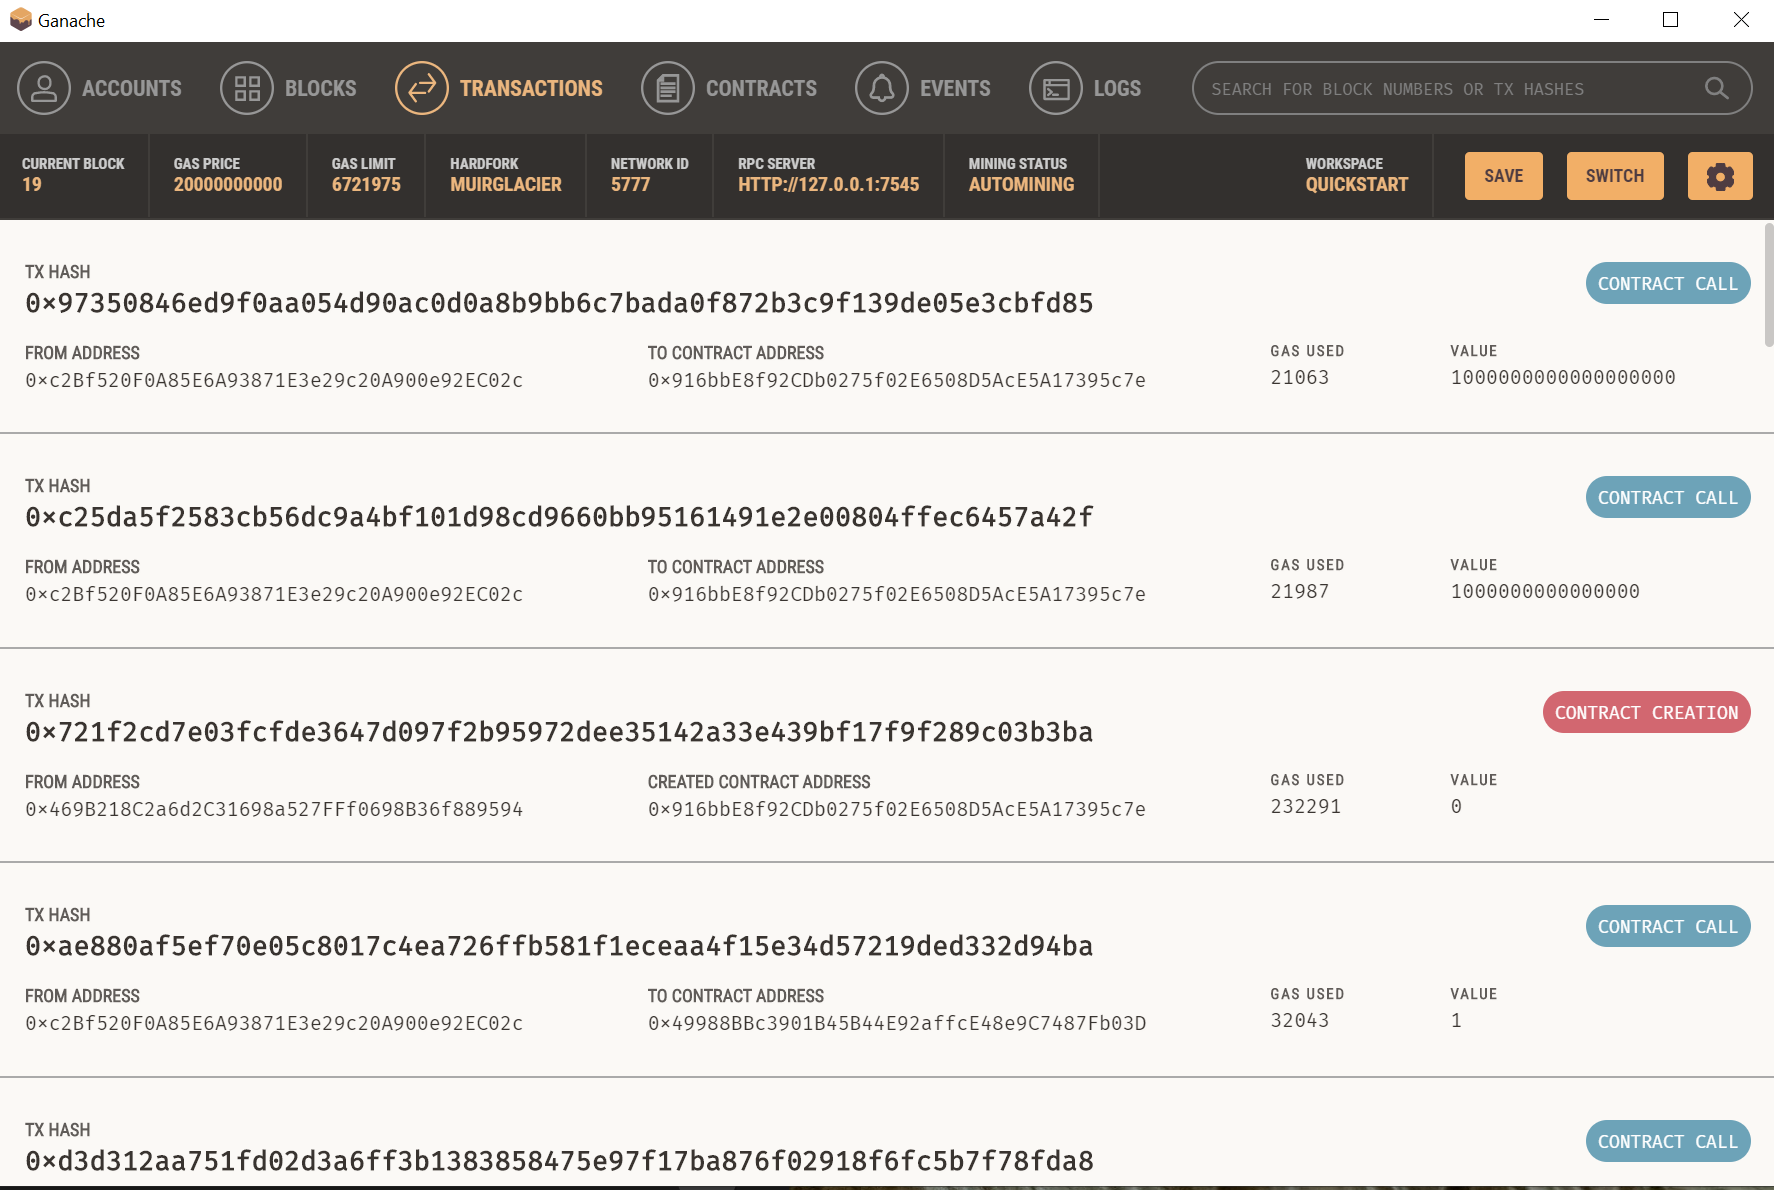 Ganache
ACCOUNTS BLOCKS TRANSACTIONS CONTRACTS EVENTS LOGS SEARCH FOR BLOCK NUMBERS OR TX HASHES
CURRENT BLOCK GAS PRICE GAS LIMIT HARDFORK NETWORK ID RPC SERVER MINING STATUS WORKSPACE
19 20000000000 6721975 MUIRGLACIER 5777 HTTP://127.0.0.1:7545 AUTOMINING QUICKSTART SAVE SWITCH
TX HASH
0×97350846ed9f0aa054d90ac0d0a8b9bb6c7bada0f872b3c9f139de05e3cbfd85 CONTRACT CALL
FROM ADDRESS TO CONTRACT ADDRESS GAS USED VALUE
0×c2Bf520F0A85E6A93871E3e29c20A900e92EC02c 0×916bbE8f92CDb0275f02E6508D5AcE5A17395c7e 21063 1000000000000000000
TX HASH
0×c25da5f2583cb56dc9a4bf101d98cd9660bb95161491e2e00804ffec6457a42f CONTRACT CALL
FROM ADDRESS TO CONTRACT ADDRESS GAS USED VALUE
0×c2Bf520F0A85E6A93871E3e29c20A900e92EC02c 0×916bbE8f92CDb0275f02E6508D5AcE5A17395c7e 21987 1000000000000000
TX HASH
0×721f2cd7e03fcfde3647d097f2b95972dee35142a33e439bf17f9f289c03b3ba CONTRACT CREATION
FROM ADDRESS CREATED CONTRACT ADDRESS GAS USED VALUE
0×469B218C2a6d2C31698a527FFf0698B36f889594 0×916bbE8f92CDb0275f02E6508D5AcE5A17395c7e 232291 0
TX HASH
0×ae880af5ef70e05c8017c4ea726ffb581f1eceaa4f15e34d57219ded332d94ba CONTRACT CALL
FROM ADDRESS TO CONTRACT ADDRESS GAS USED VALUE
0×c2Bf520F0A85E6A93871E3e29c20A900e92EC02c 0×49988BBc3901B45B44E92affcE48e9C7487Fb03D 32043 1
TX HASH
0×d3d312aa751fd02d3a6ff3b1383858475e97f17ba876f02918f6fc5b7f78fda8 CONTRACT CALL